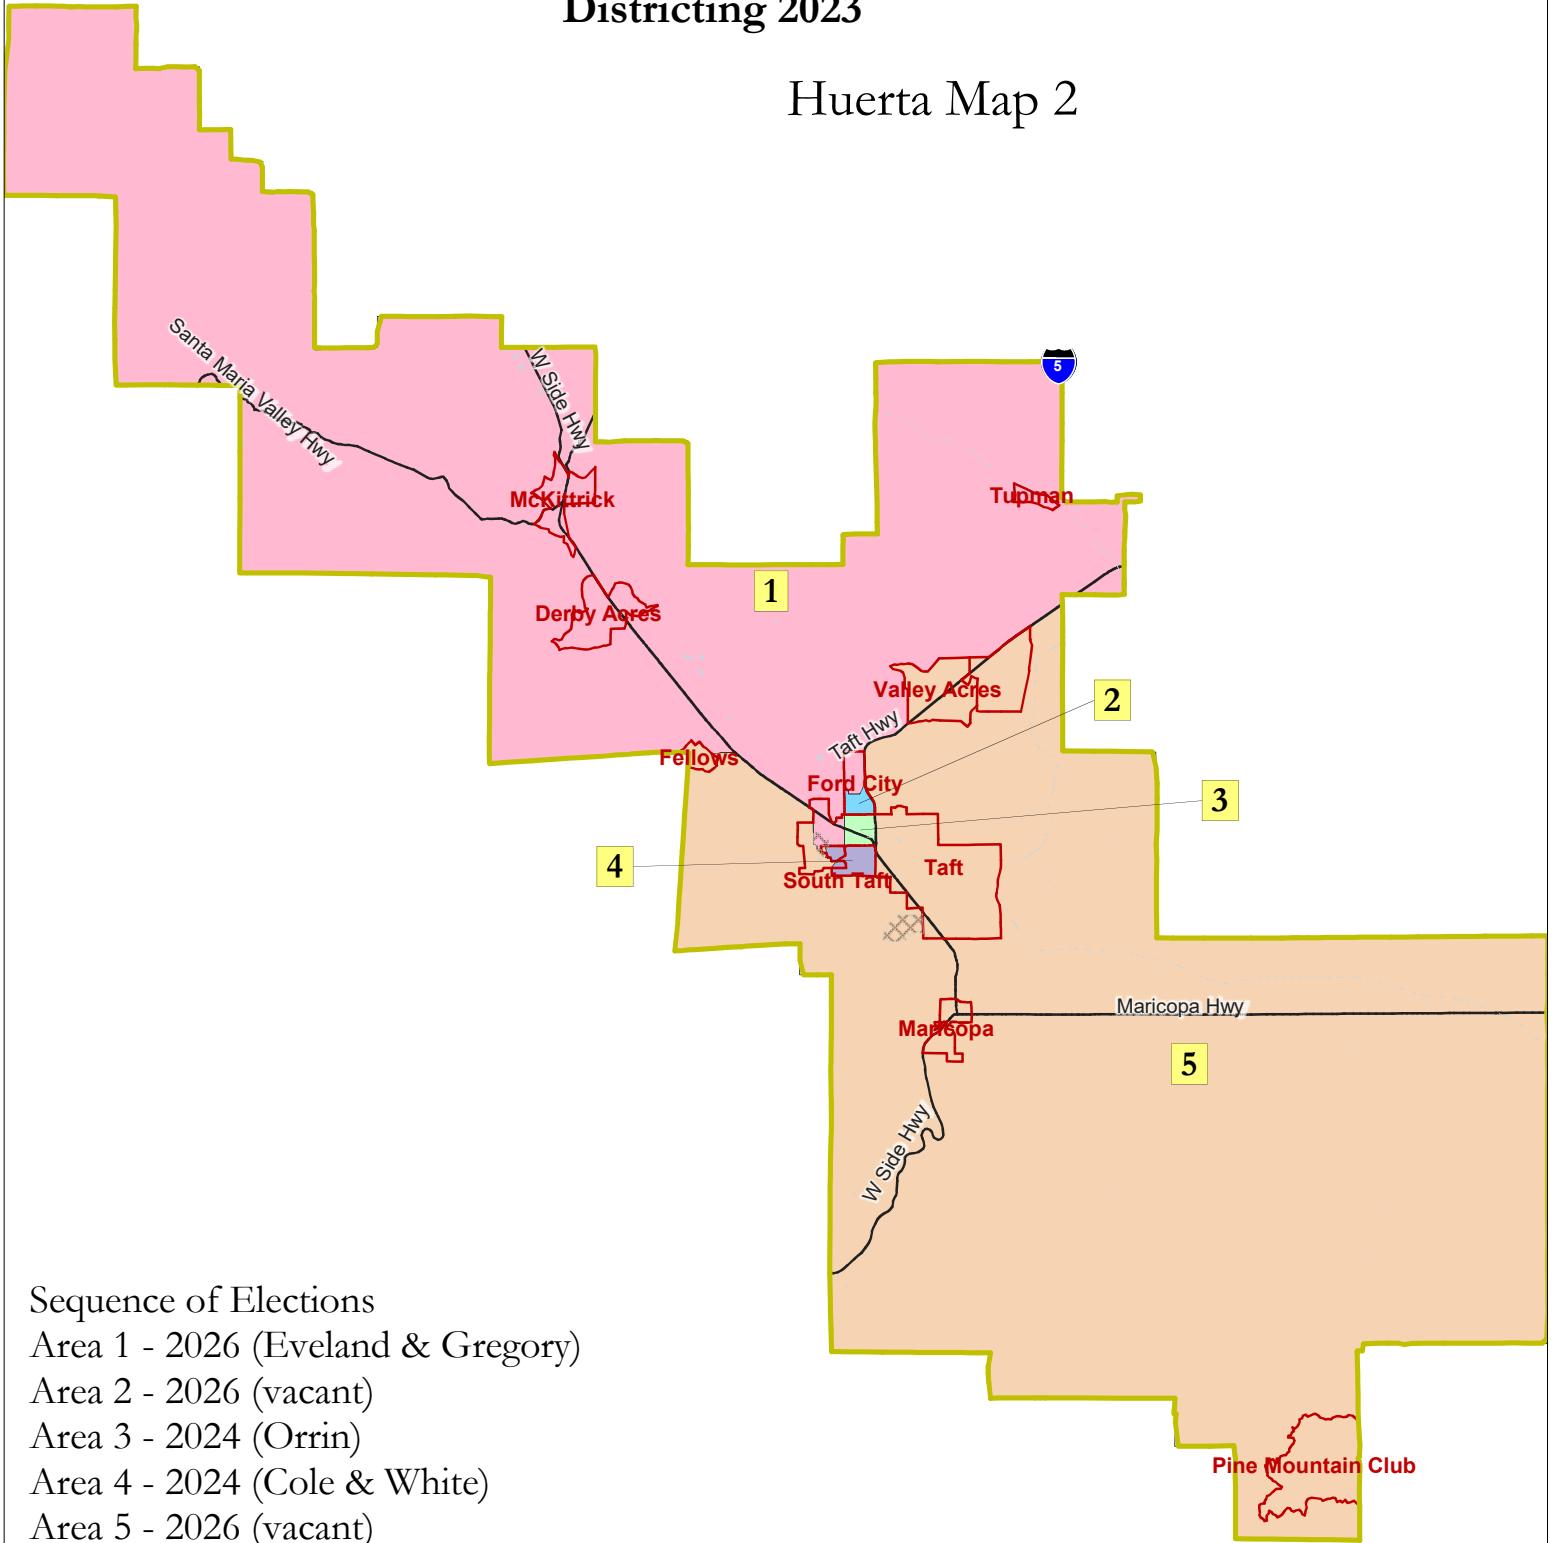 Districting 2023
Huerta Map 2
Santa Maria Valley Hwy
W Side Hwy
5
McKittrick
Tupman
1
Derby Acres
Valley Acres
2
Taft Hwy
Fellows
Ford City
3
4
Taft
South Taft
Maricopa Hwy
Maricopa
5
W Side Hwy
Sequence of Elections
Area 1 - 2026 (Eveland & Gregory)
Area 2 - 2026 (vacant)
Area 3 - 2024 (Orrin)
Area 4 - 2024 (Cole & White)
Pine Mountain Club
Area 5 - 2026 (vacant)